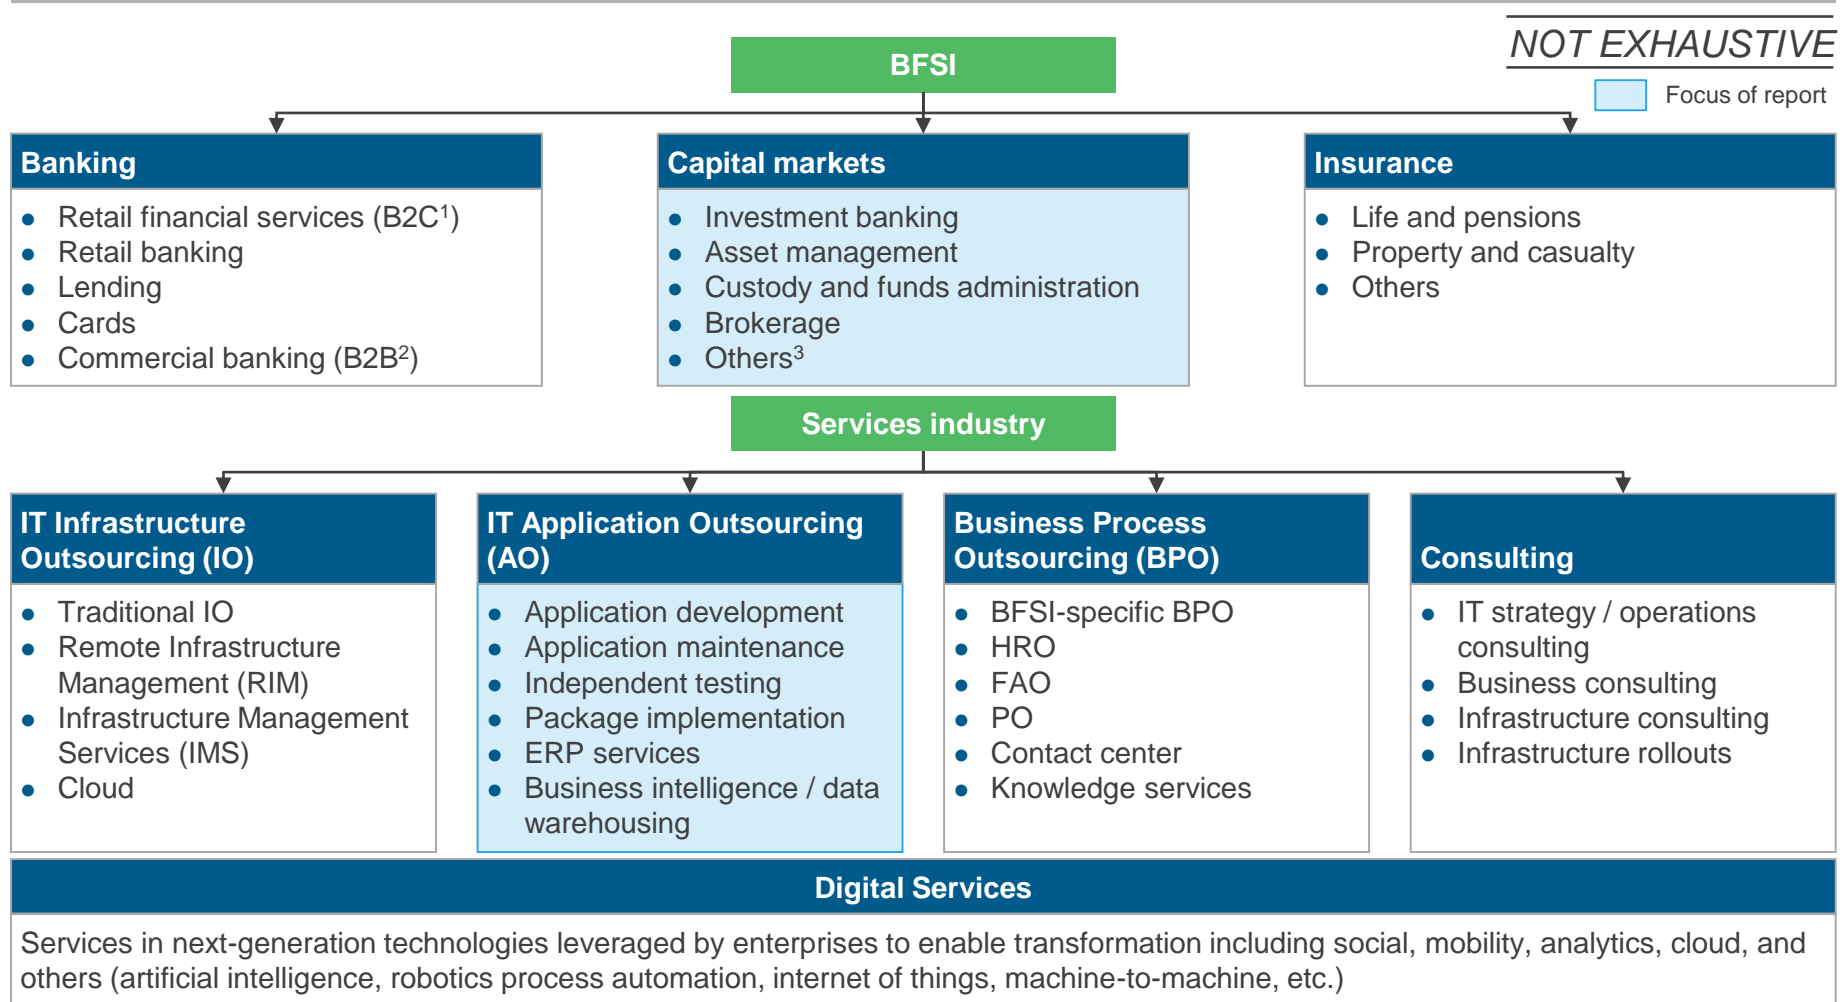 NOT EXHAUSTIVE
Focus of report
BFSI
Banking
● Retail financial services (B2C¹)
● Retail banking
● Lending
● Cards
● Commercial banking (B2B²)
Capital markets
● Investment banking
● Asset management
● Custody and funds administration
● Brokerage
● Others³
Insurance
● Life and pensions
● Property and casualty
● Others
Services industry
IT Infrastructure
Outsourcing (IO)
● Traditional IO
● Remote Infrastructure
Management (RIM)
● Infrastructure Management
Services (IMS)
● Cloud
IT Application Outsourcing
(AO)
● Application development
● Application maintenance
● Independent testing
● Package implementation
● ERP services
● Business intelligence / data
warehousing
Business Process
Outsourcing (BPO)
● BFSI-specific BPO
● HRO
● FAO
● PO
● Contact center
● Knowledge services
Consulting
● IT strategy / operations
consulting
● Business consulting
● Infrastructure consulting
● Infrastructure rollouts
Digital Services
Services in next-generation technologies leveraged by enterprises to enable transformation including social, mobility, analytics, cloud, and
others (artificial intelligence, robotics process automation, internet of things, machine-to-machine, etc.)